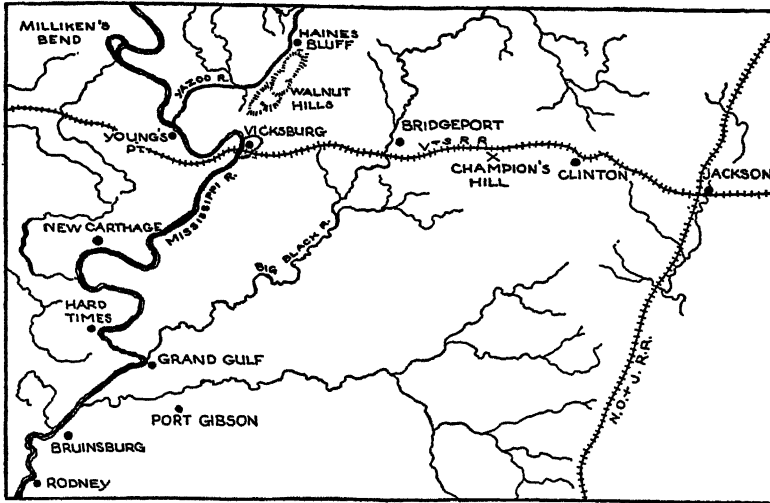 MILLIKEN'S
BEND
HAINES
BLUFF
YAZOO R.
WALNUT
HILLS
YOUNG'S
PT.
VICKSBURG
BRIDGEPORT
V+S R.R.
CHAMPION'S
HILL
CLINTON
JACKSON
MISSISSIPPI R.
NEW CARTHAGE
BIG BLACK R.
HARD
TIMES
GRAND GULF
N.O.+J. R.R.
PORT GIBSON
BRUINSBURG
RODNEY